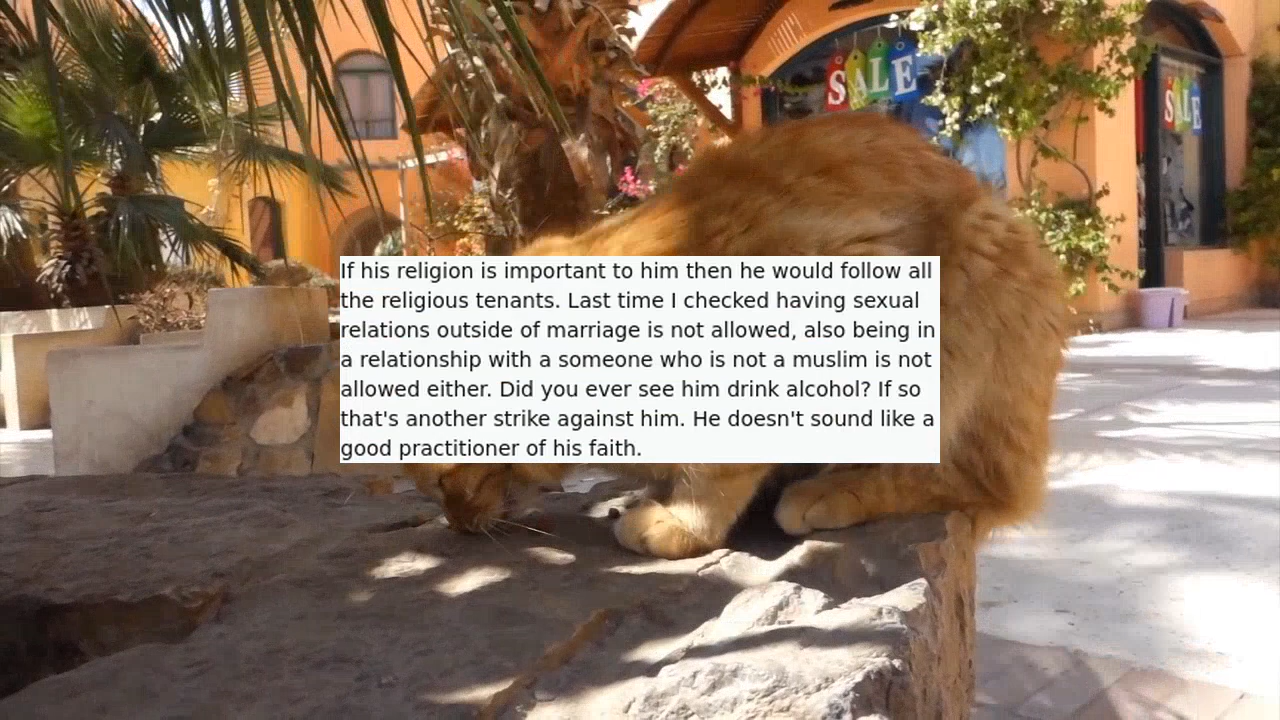 SALE
SALE
If his religion is important to him then he would follow all
the religious tenants. Last time I checked having sexual
relations outside of marriage is not allowed, also being in
a relationship with a someone who is not a muslim is not
allowed either. Did you ever see him drink alcohol? If so
that's another strike against him. He doesn't sound like a
good practitioner of his faith.